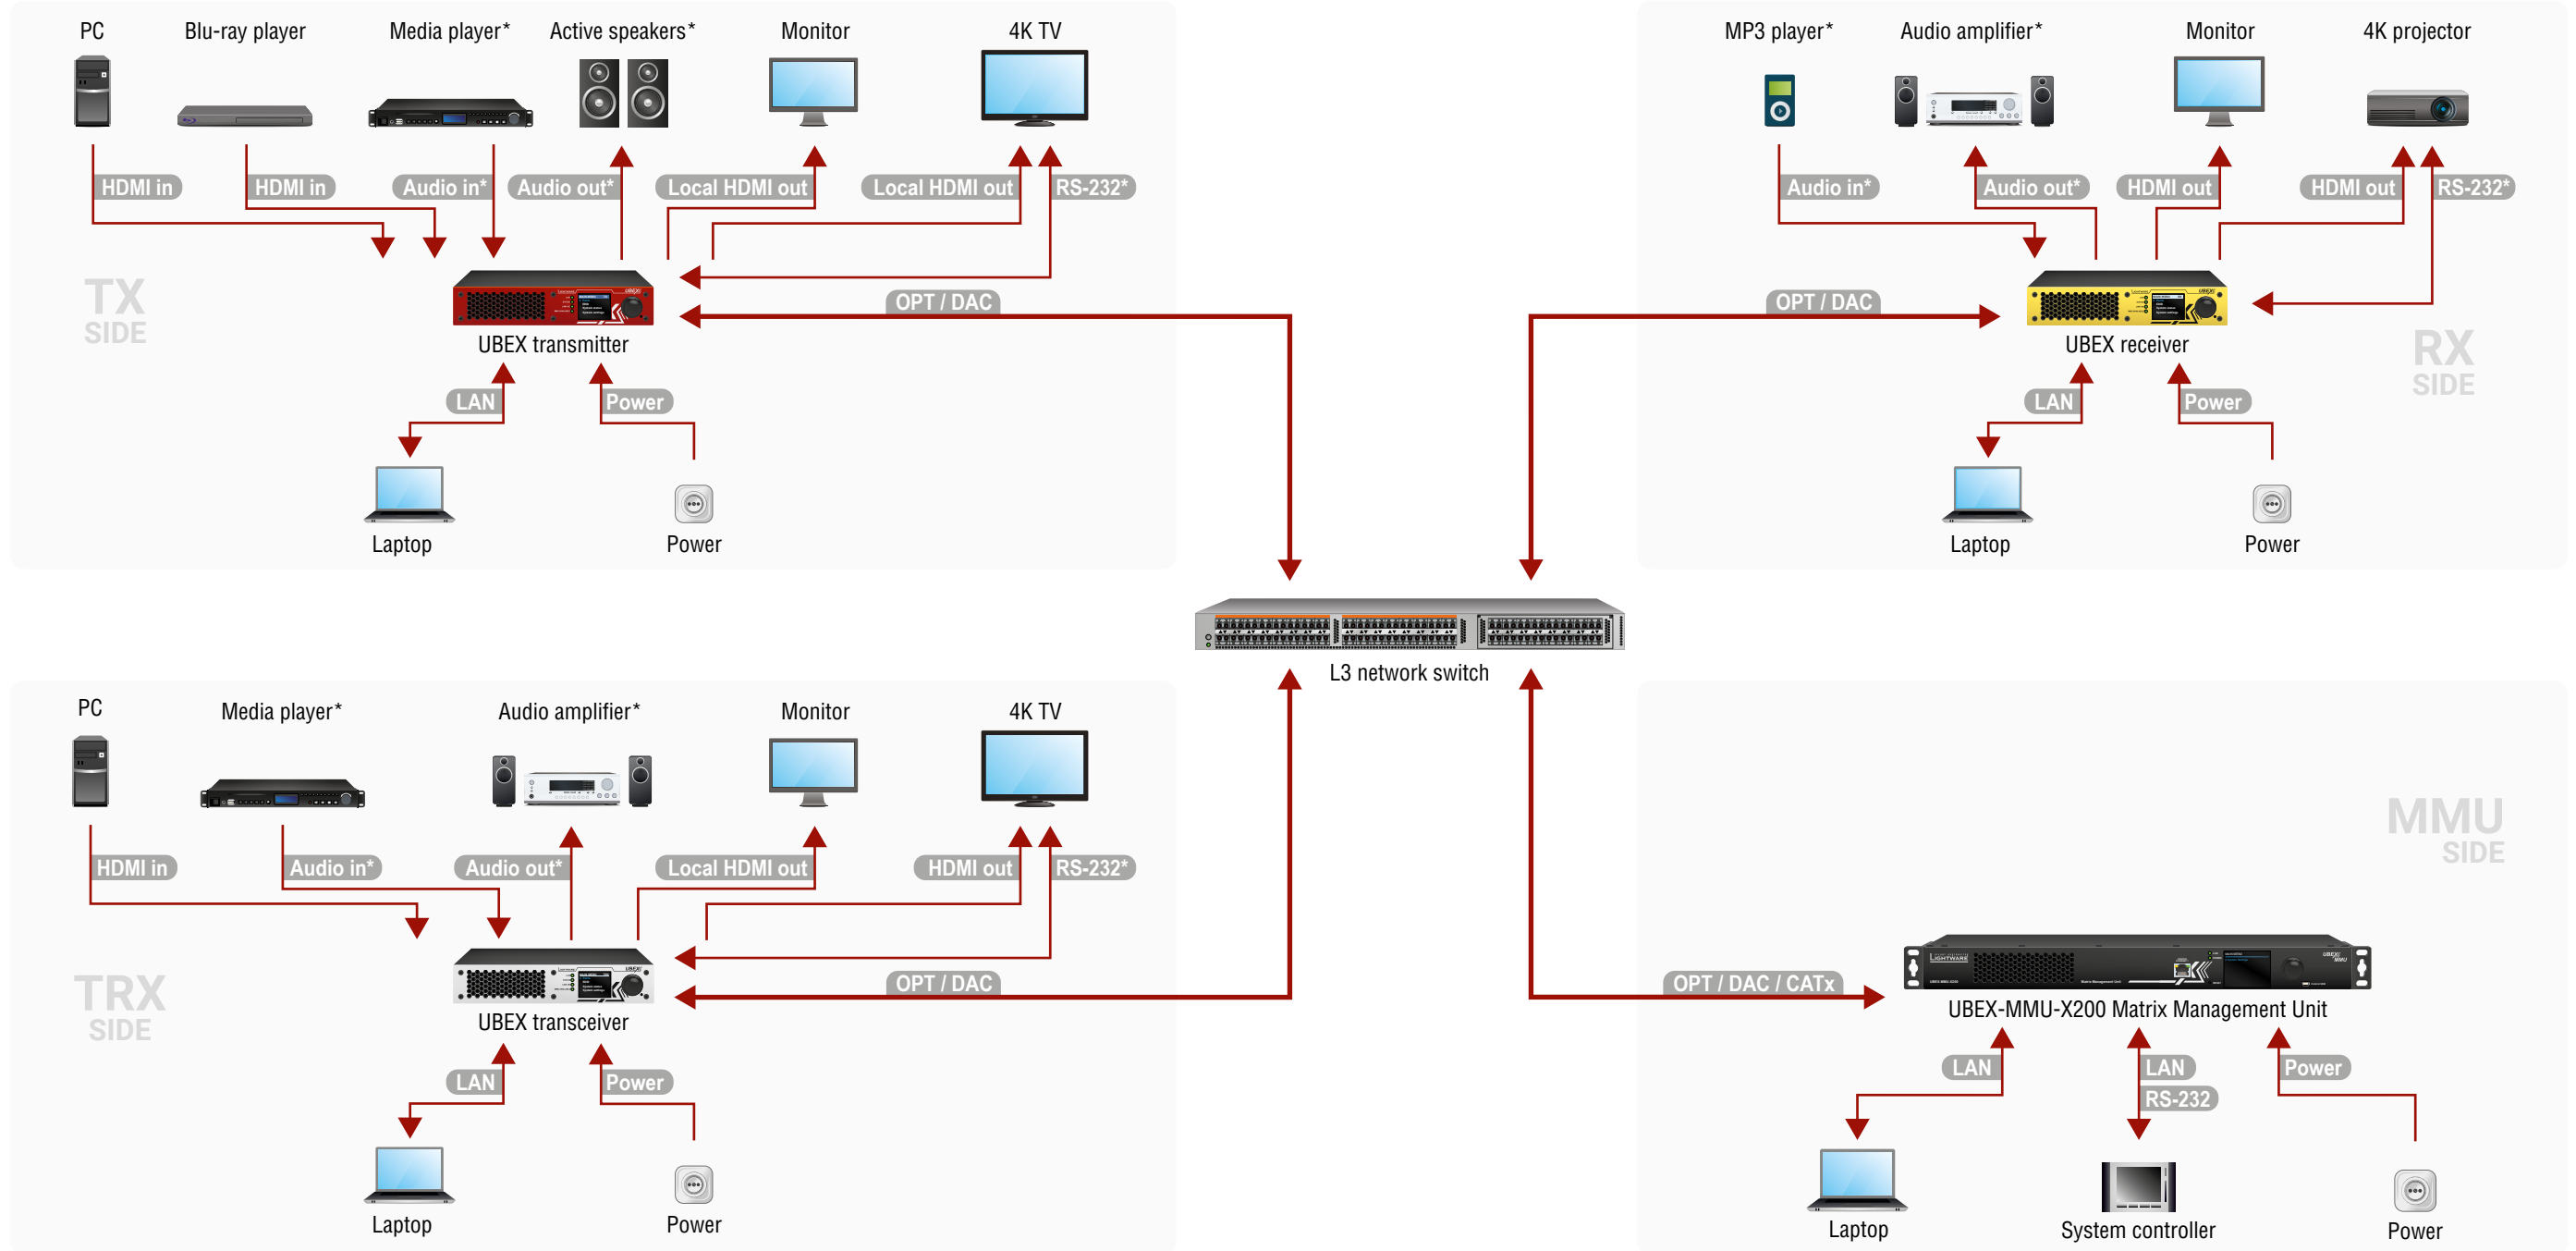 PC
Blu-ray player
Media player*
Active speakers*
Monitor
4K TV
HDMI in
HDMI in
Audio in*
Audio out*
Local HDMI out
Local HDMI out
RS-232*
TX
SIDE
OPT / DAC
UBEX transmitter
LAN
Power
Laptop
Power
MP3 player*
Audio amplifier*
Monitor
4K projector
Audio in*
Audio out*
HDMI out
HDMI out
RS-232*
OPT / DAC
UBEX receiver
RX
SIDE
LAN
Power
Laptop
Power
L3 network switch
PC
Media player*
Audio amplifier*
Monitor
4K TV
HDMI in
Audio in*
Audio out*
Local HDMI out
HDMI out
RS-232*
TRX
SIDE
OPT / DAC
UBEX transceiver
LAN
Power
Laptop
Power
MMU
SIDE
OPT / DAC / CATx
LIGHTWARE
UBEX-MMU-X200 Matrix Management Unit
LAN
LAN
RS-232
Power
Laptop
System controller
Power